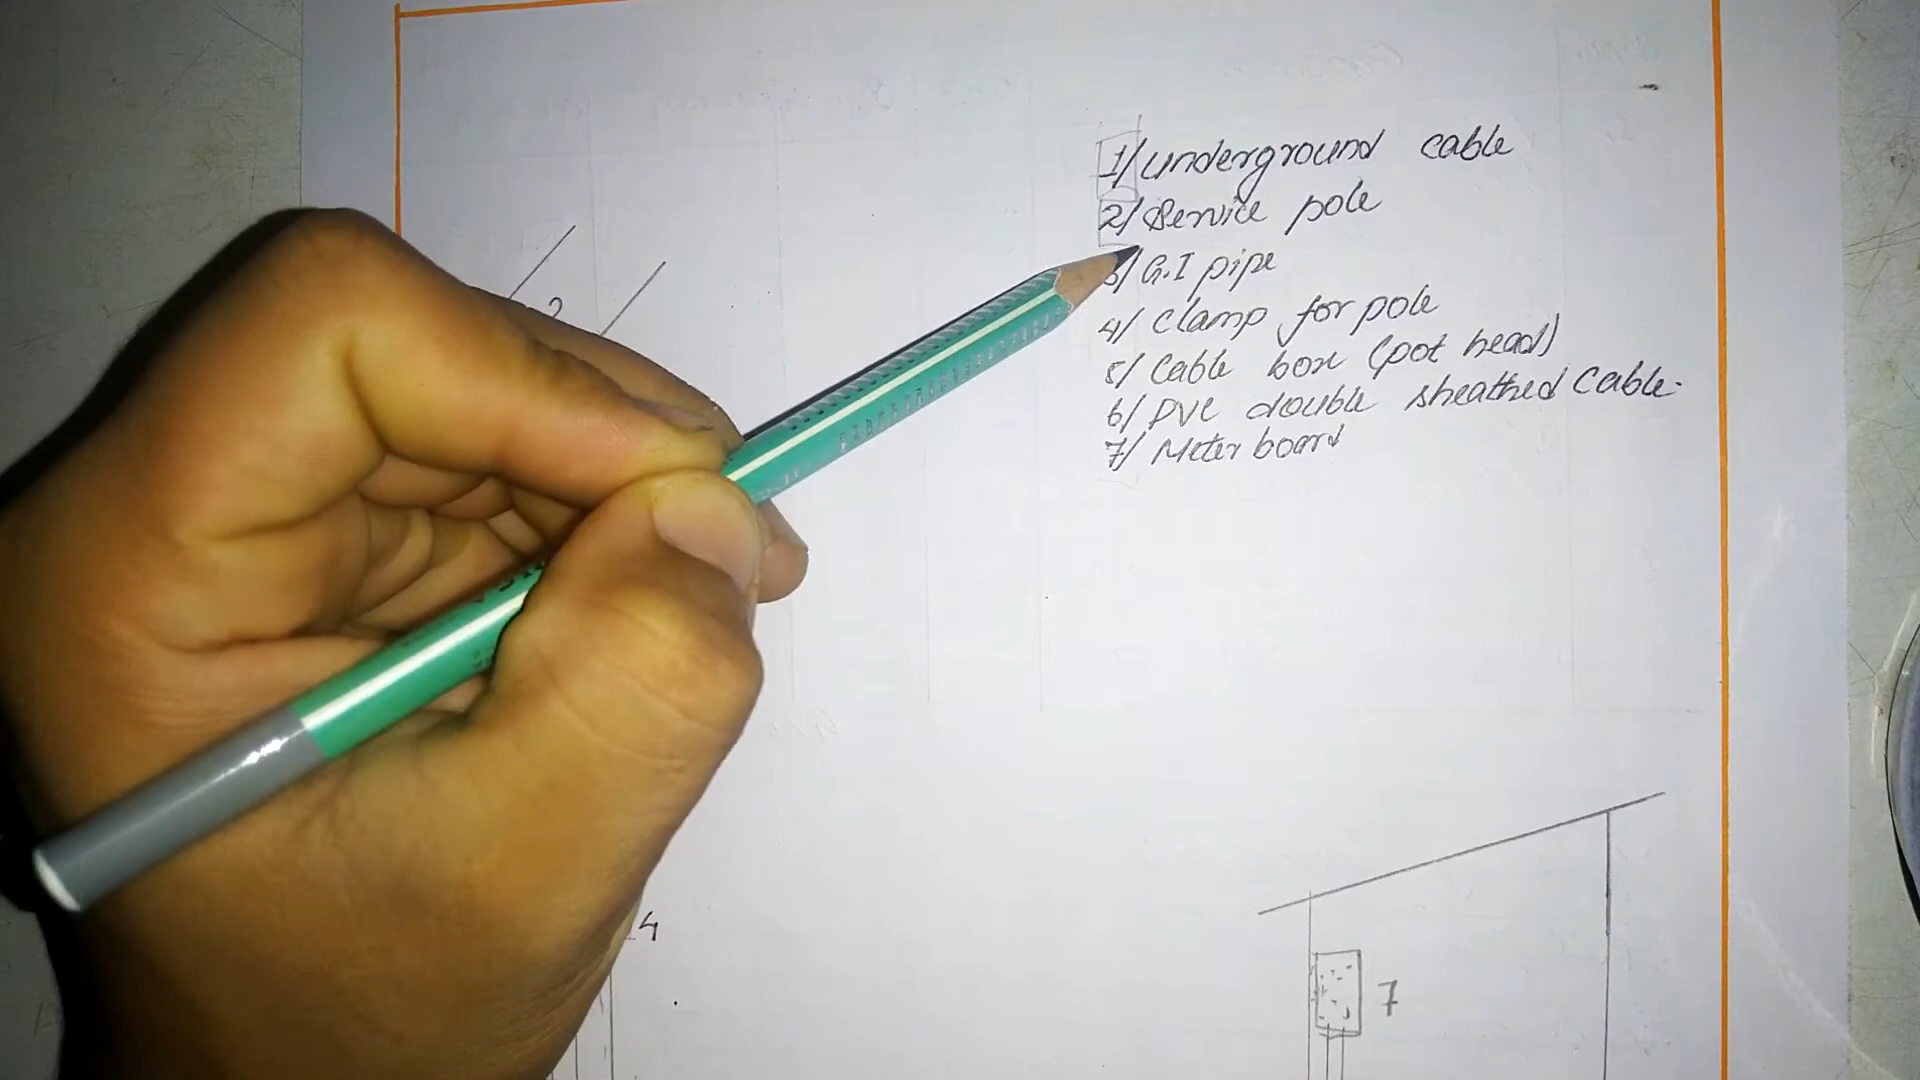 1/ underground cable
2/ Service pole
3/ G.I pipe
4/ Clamp for pole
5/ Cable box (pot head)
6/ PVC double sheathed cable.
7/ Meter board
2
4
7